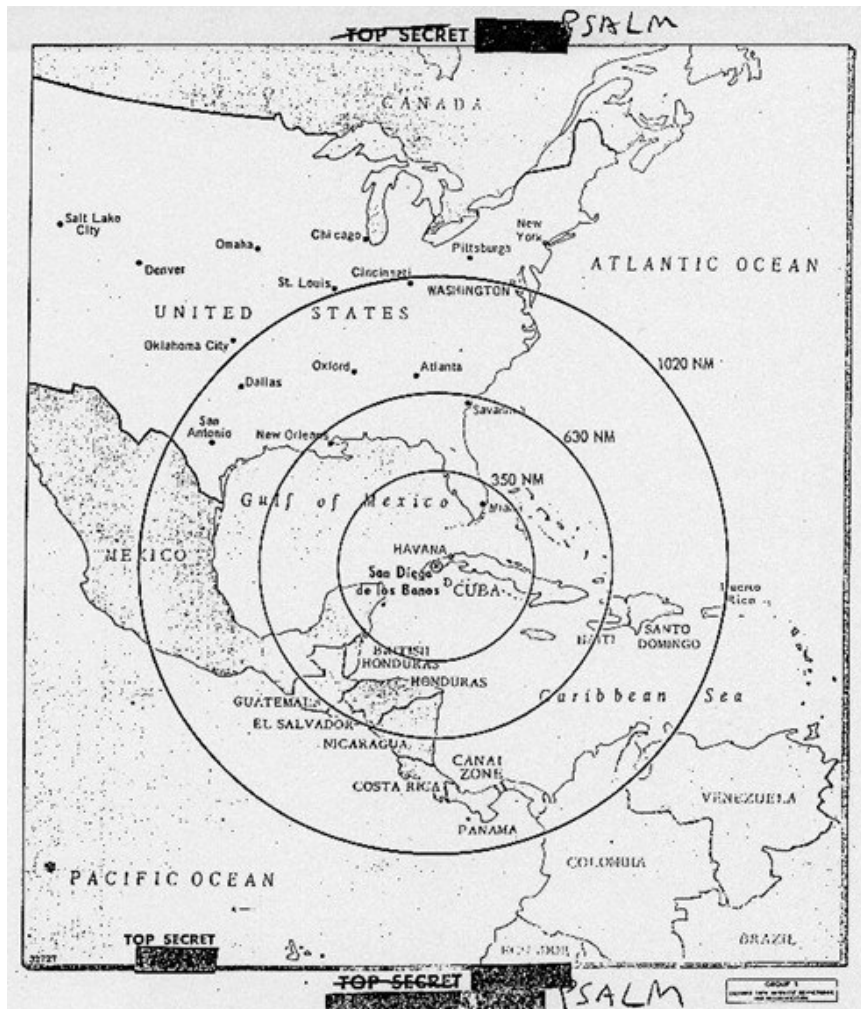 TOP SECRET
PSALM
CANADA
Salt Lake
City
Denver
Omaha
Chicago
Pittsburgh
New
York
ATLANTIC OCEAN
St. Louis
Cincinnati
WASHINGTON
UNITED STATES
Oklahoma City
Dallas
Oxford
Atlanta
1020 NM
San
Antonio
New Orleans
Savannah
630 NM
350 NM
Gulf of Mexico
MEXICO
HAVANA
San Diego
de los Banos
CUBA
Puerto
Rico
HAITI
SANTO
DOMINGO
BRITISH
HONDURAS
HONDURAS
GUATEMALA
EL SALVADOR
NICARAGUA
Caribbean Sea
COSTA RICA
CANAL
ZONE
PANAMA
VENEZUELA
COLOMBIA
PACIFIC OCEAN
ECUADOR
BRAZIL
TOP SECRET
TOP SECRET
PSALM
GROUP 1